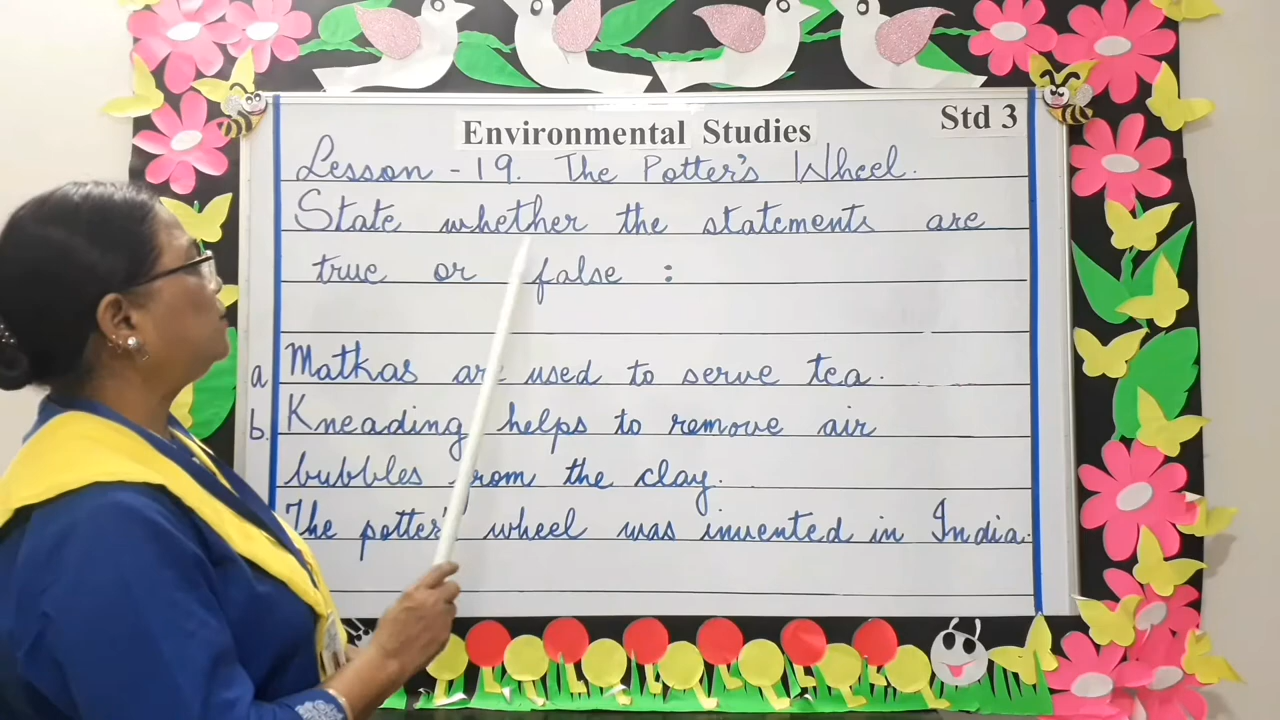 Environmental Studies
Std 3
Lesson - 19. The Potter's Wheel.
State whether the statements are
true or false :
a Matkas are used to serve tea.
b. Kneading helps to remove air
bubbles from the clay.
The potter's wheel was invented in India.